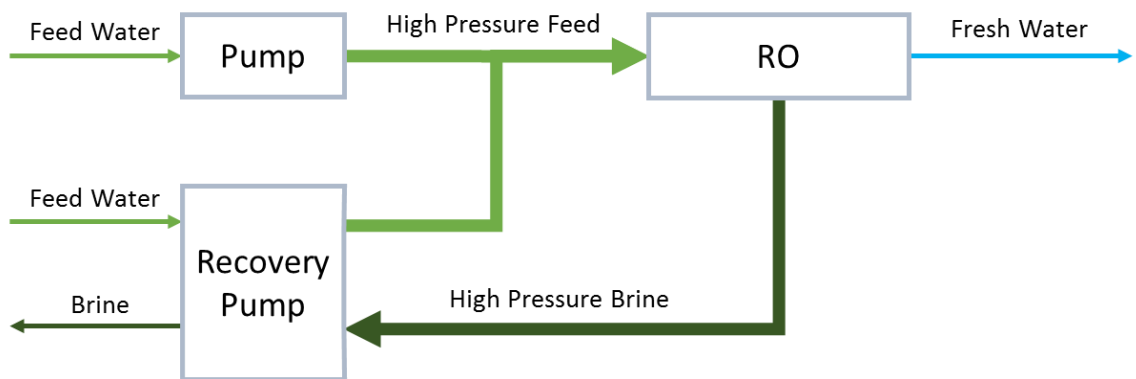 Feed Water
Pump
High Pressure Feed
RO
Fresh Water
Feed Water
Recovery
Pump
Brine
High Pressure Brine